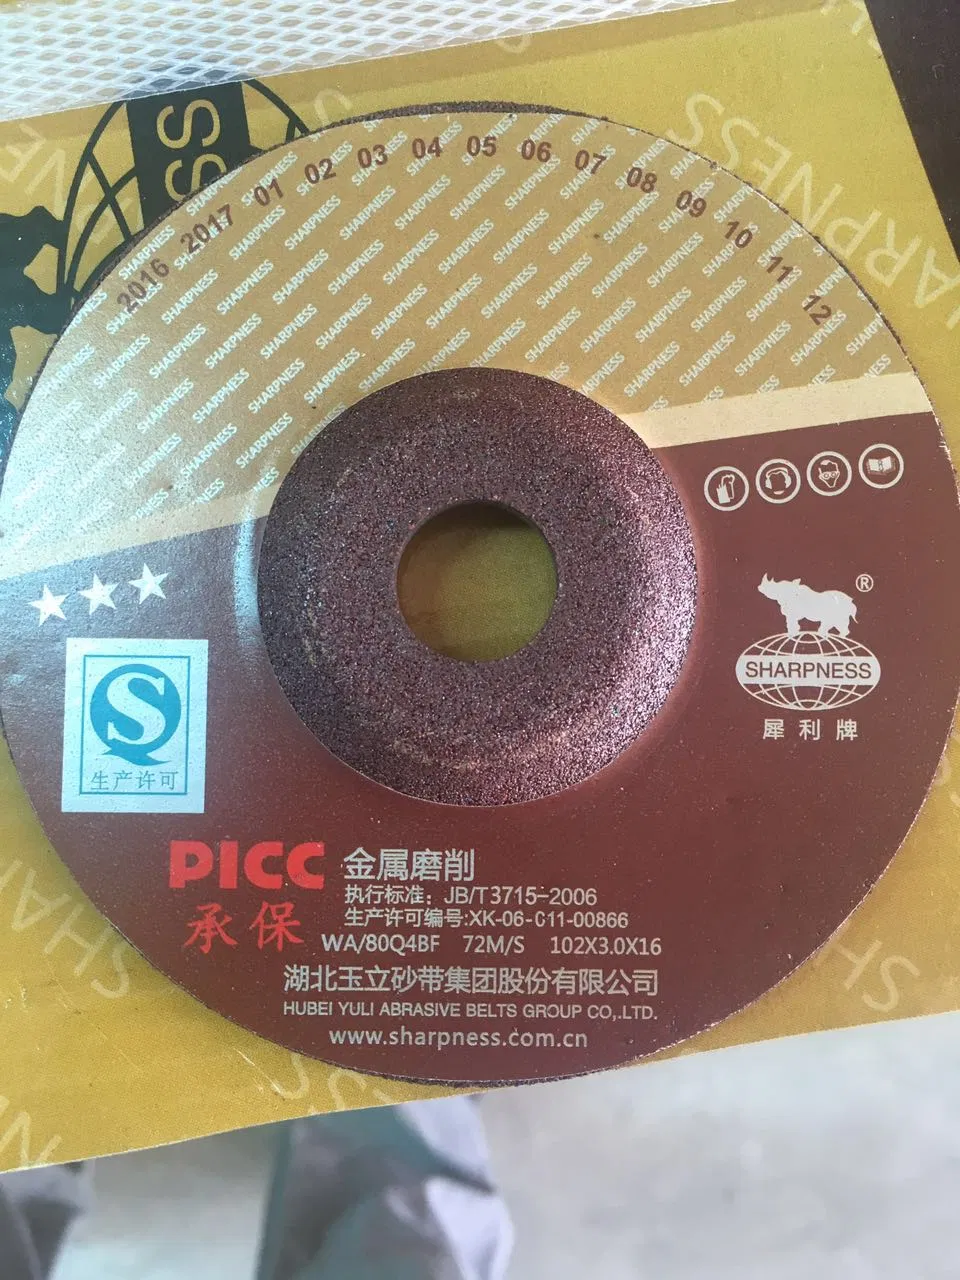 2016 2017 01 02 03 04 05 06 07 08 09 10 11 12
SHARPNESS
®
SHARPNESS
犀利牌
QS
生产许可
PICC
承保
金属磨削
执行标准：JB/T3715-2006
生产许可编号:XK-06-011-00866
WA/80Q4BF 72M/S 102X3.0X16
湖北玉立砂带集团股份有限公司
HUBEI YULI ABRASIVE BELTS GROUP CO,.LTD.
www.sharpness.com.cn